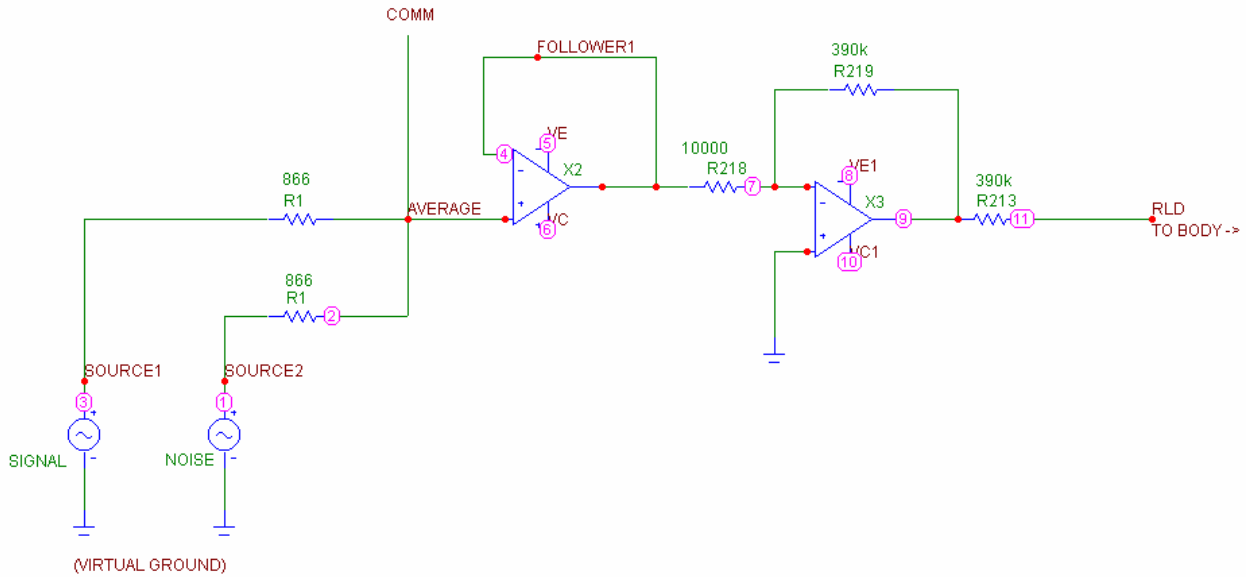 COMM
FOLLOWER1
390k
R219
VE
5
4
X2
10000
R218
VE1
8
7
866
R1
390k
R213
X3
AVERAGE
VC
6
9
11
RLD
TO BODY ->
VC1
10
866
R1
2
SOURCE1
SOURCE2
3
1
SIGNAL
NOISE
(VIRTUAL GROUND)